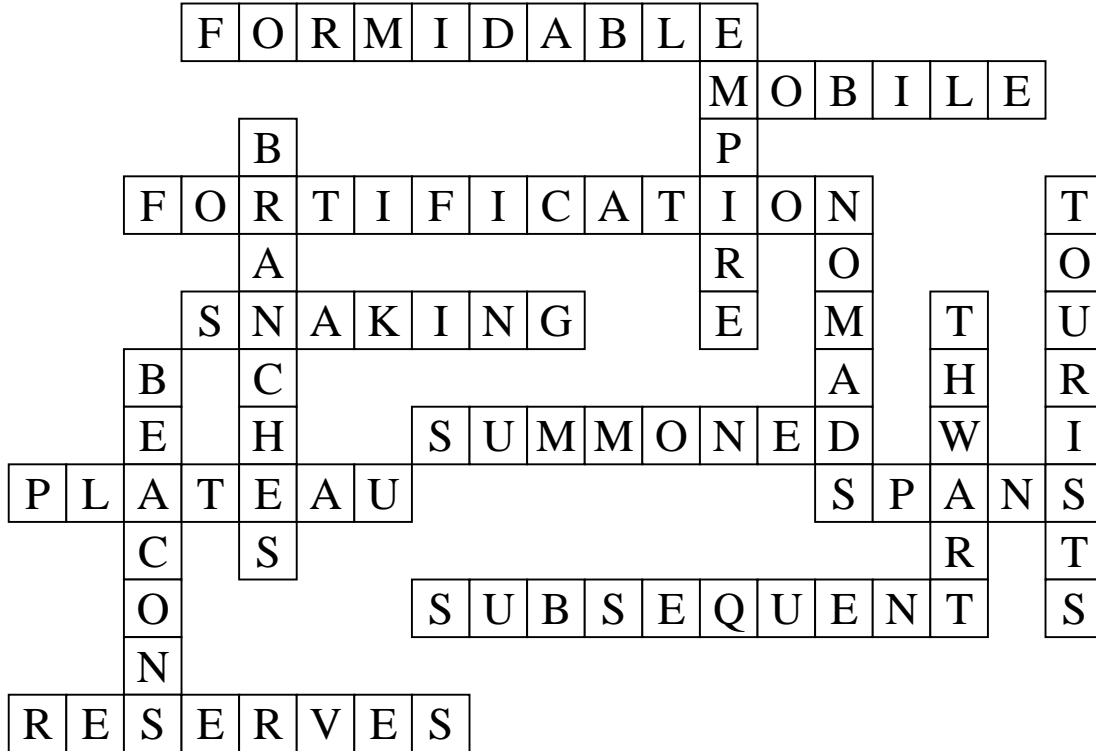 FORMIDABLE
EMPIRE
MOBILE
BRANCHES
FORTIFICATION
NOMADS
TOURISTS
SNAKING
THWART
BEACONS
SUMMONED
PLATEAU
SPANS
SUBSEQUENT
RESERVES